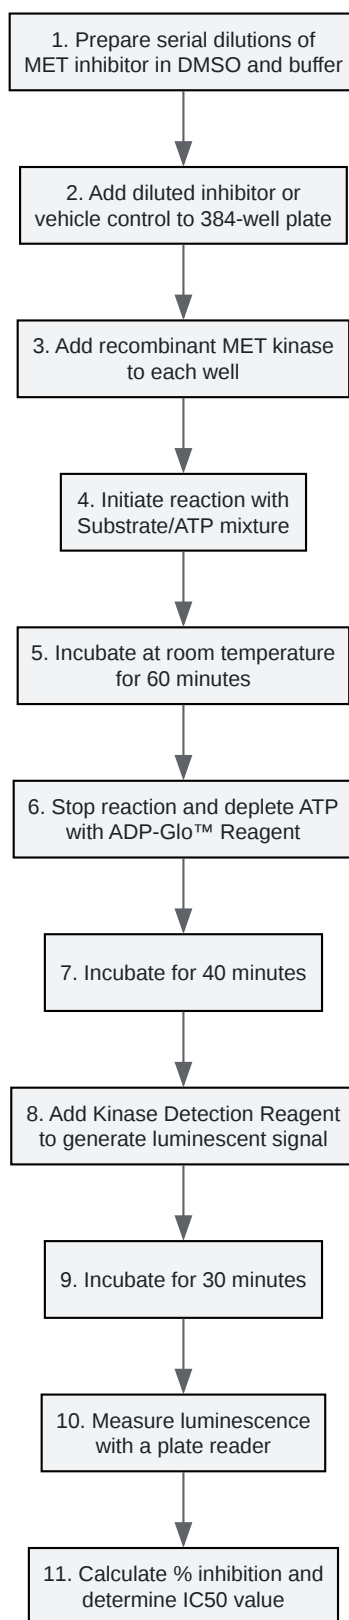 1. Prepare serial dilutions of
MET inhibitor in DMSO and buffer
2. Add diluted inhibitor or
vehicle control to 384-well plate
3. Add recombinant MET kinase
to each well
4. Initiate reaction with
Substrate/ATP mixture
5. Incubate at room temperature
for 60 minutes
6. Stop reaction and deplete ATP
with ADP-Glo™ Reagent
7. Incubate for 40 minutes
8. Add Kinase Detection Reagent
to generate luminescent signal
9. Incubate for 30 minutes
10. Measure luminescence
with a plate reader
11. Calculate % inhibition and
determine IC50 value